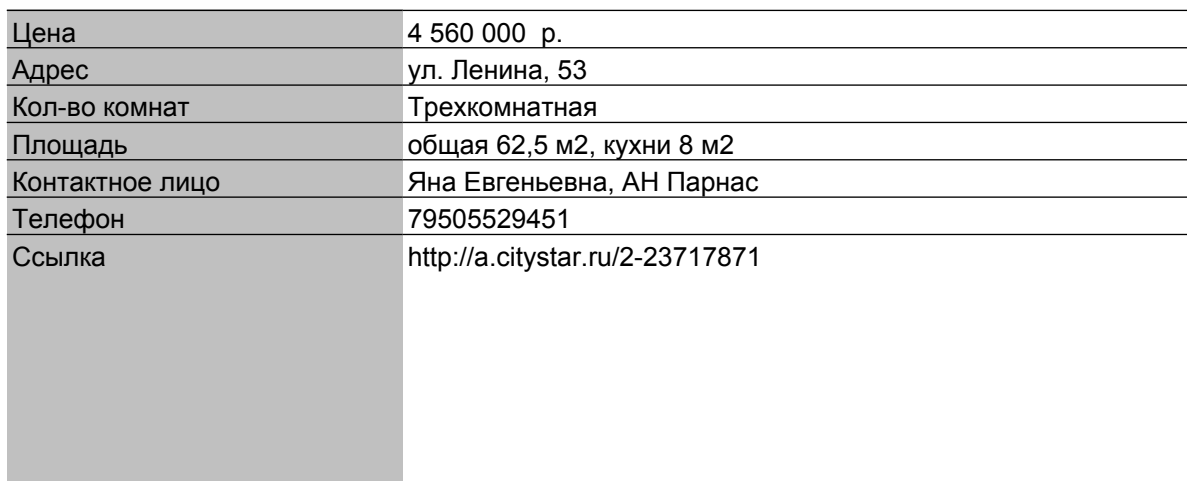 Цена 4 560 000 р.
Адрес ул. Ленина, 53
Кол-во комнат Трехкомнатная
Площадь общая 62,5 м2, кухни 8 м2
Контактное лицо Яна Евгеньевна, АН Парнас
Телефон 79505529451
Ссылка http://a.citystar.ru/2-23717871